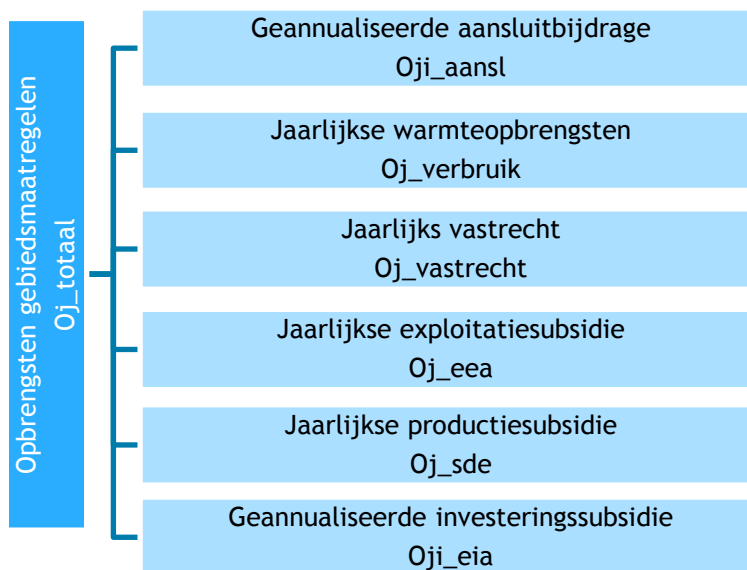 Opbrengsten gebiedsmaatregelen
Oj_totaal
Geannualiseerde aansluitbijdrage
Oji_aansl
Jaarlijkse warmteopbrengsten
Oj_verbruik
Jaarlijks vastrecht
Oj_vastrecht
Jaarlijkse exploitatiesubsidie
Oj_eea
Jaarlijkse productiesubsidie
Oj_sde
Geannualiseerde investeringssubsidie
Oji_eia